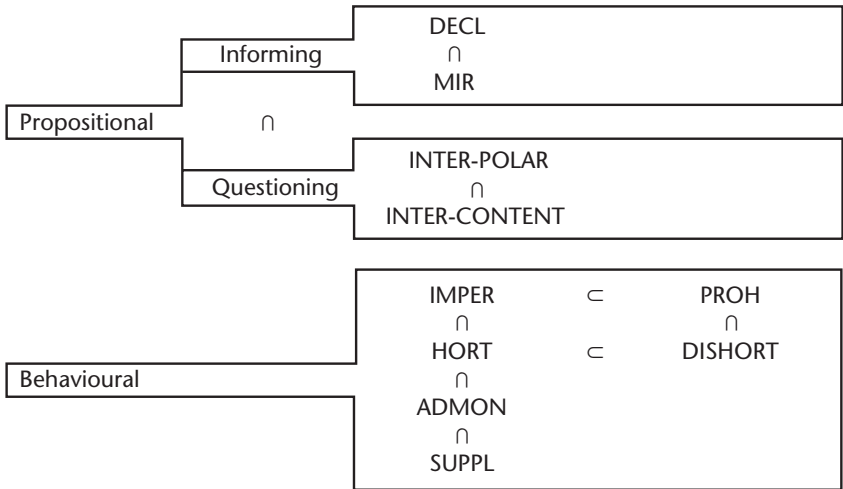 DECL
Informing ∩
MIR
Propositional ∩
INTER-POLAR
Questioning ∩
INTER-CONTENT
IMPER ⊂ PROH
∩ ∩
HORT ⊂ DISHORT
Behavioural ∩
ADMON
∩
SUPPL